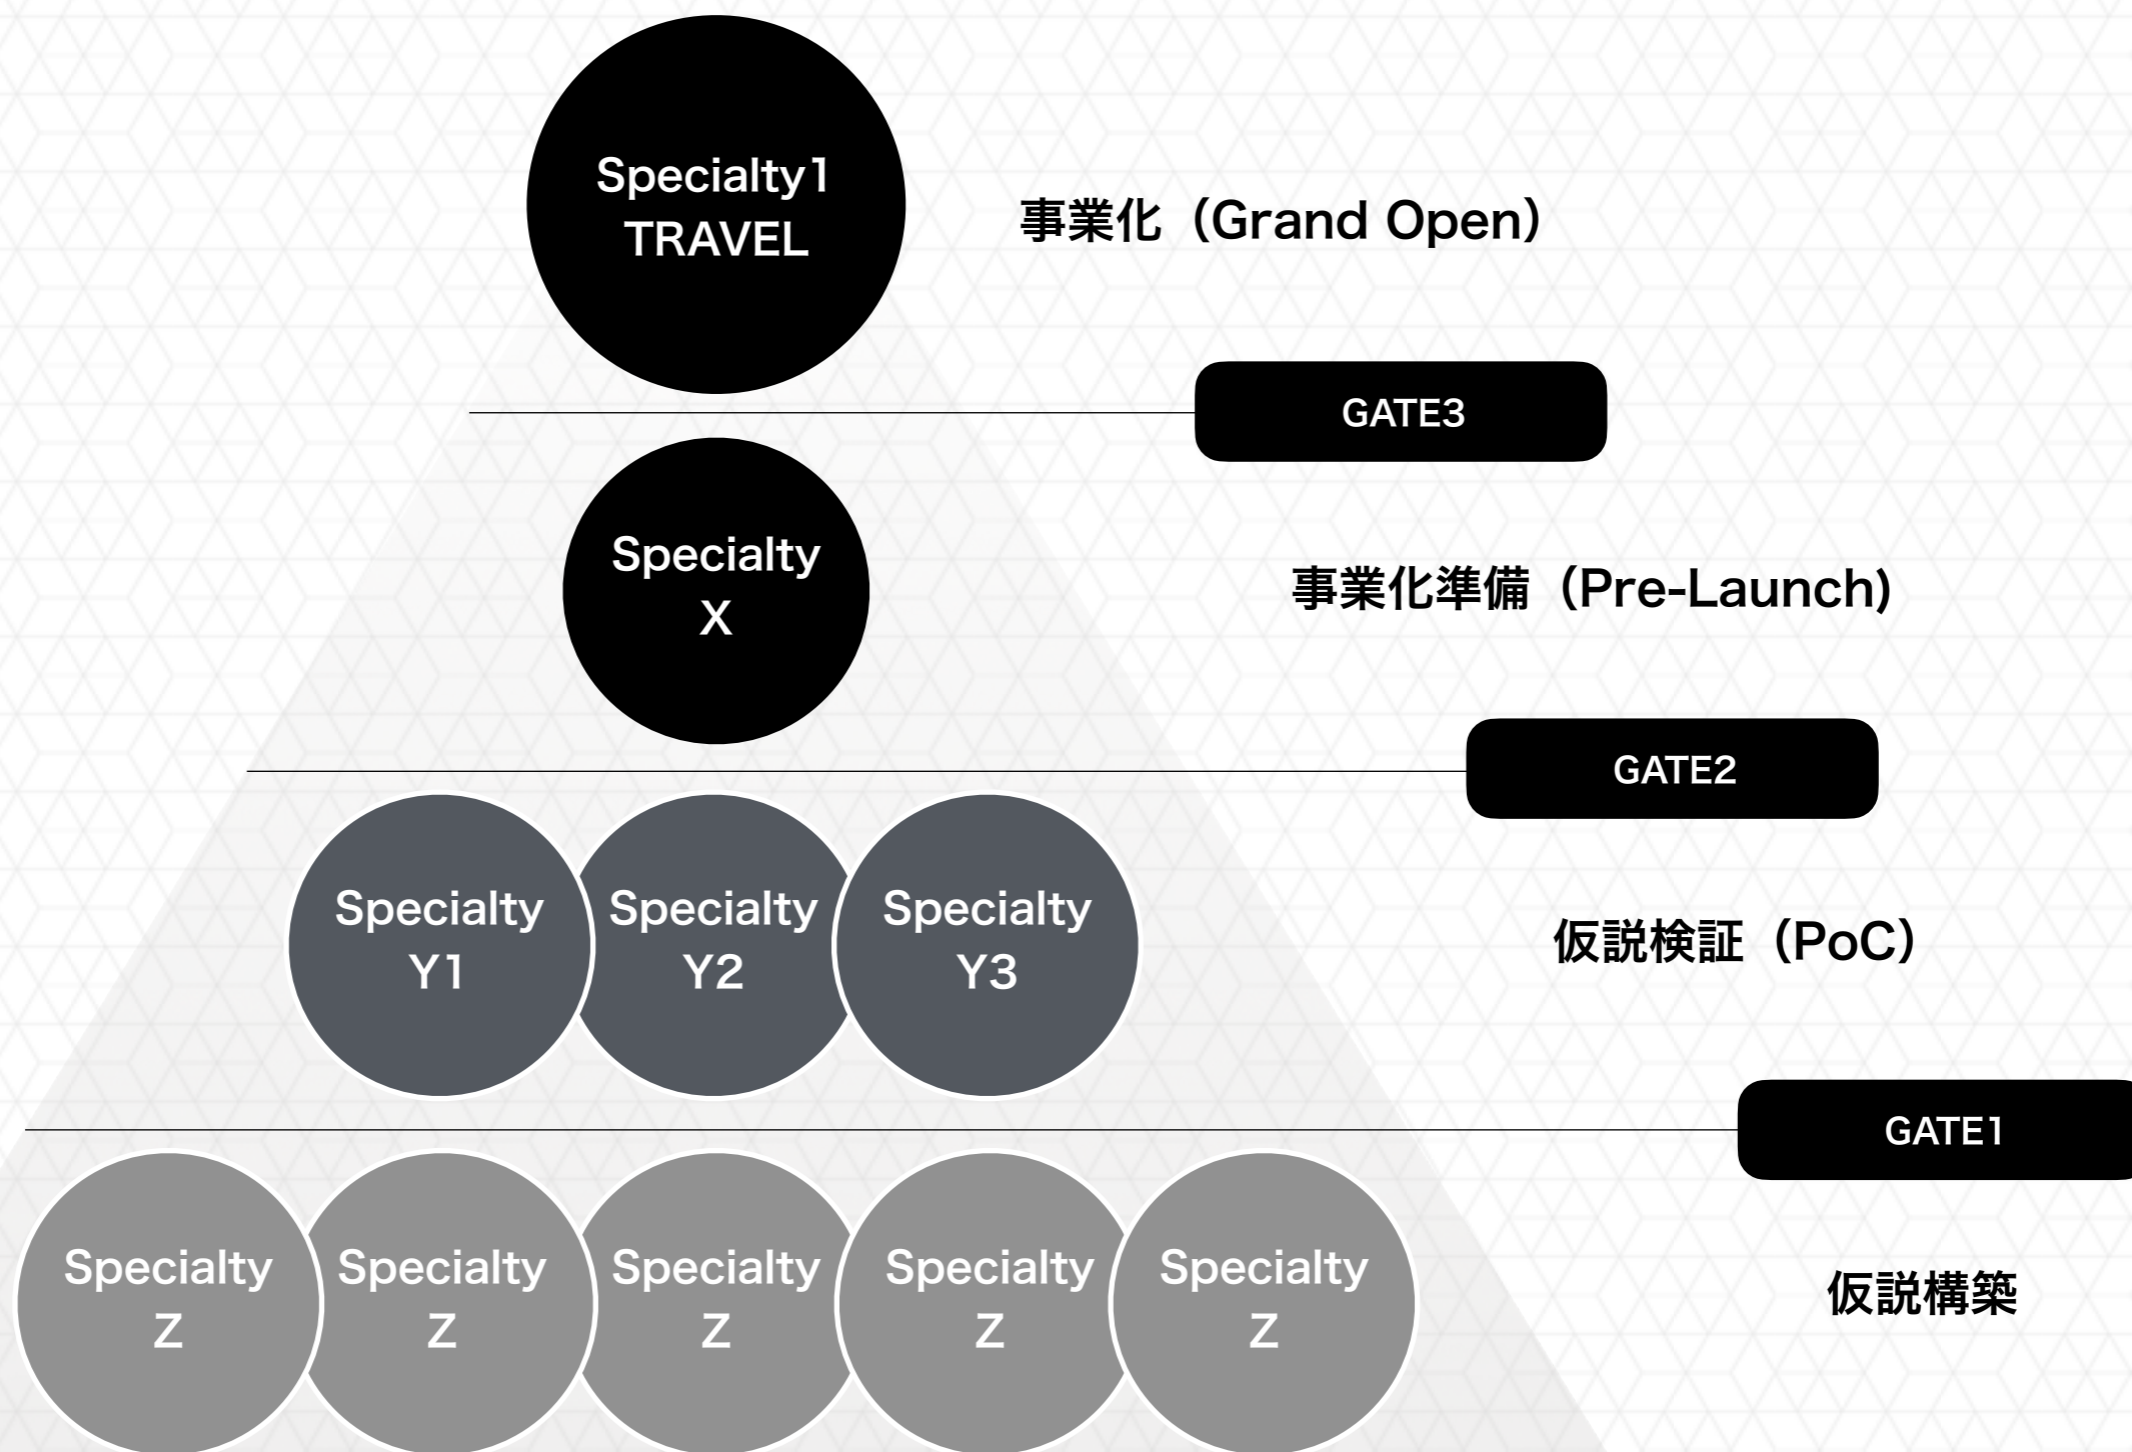 Specialty1
TRAVEL
事業化（Grand Open）
GATE3
Specialty
X
事業化準備（Pre-Launch)
GATE2
Specialty
Y1
Specialty
Y2
Specialty
Y3
仮説検証（PoC）
GATE1
Specialty
Z
Specialty
Z
Specialty
Z
Specialty
Z
Specialty
Z
仮説構築